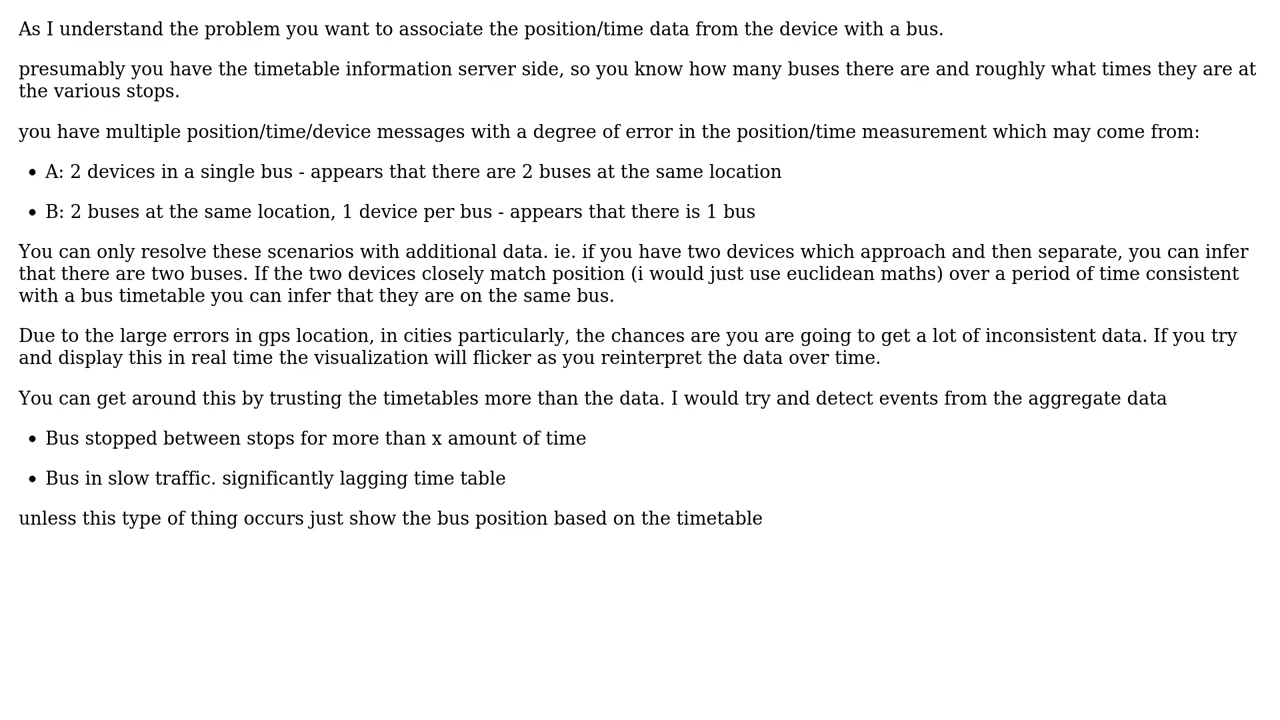 As I understand the problem you want to associate the position/time data from the device with a bus.
presumably you have the timetable information server side, so you know how many buses there are and roughly what times they are at
the various stops.
you have multiple position/time/device messages with a degree of error in the position/time measurement which may come from:
• A: 2 devices in a single bus - appears that there are 2 buses at the same location
• B: 2 buses at the same location, 1 device per bus - appears that there is 1 bus
You can only resolve these scenarios with additional data. ie. if you have two devices which approach and then separate, you can infer
that there are two buses. If the two devices closely match position (i would just use euclidean maths) over a period of time consistent
with a bus timetable you can infer that they are on the same bus.
Due to the large errors in gps location, in cities particularly, the chances are you are going to get a lot of inconsistent data. If you try
and display this in real time the visualization will flicker as you reinterpret the data over time.
You can get around this by trusting the timetables more than the data. I would try and detect events from the aggregate data
• Bus stopped between stops for more than x amount of time
• Bus in slow traffic. significantly lagging time table
unless this type of thing occurs just show the bus position based on the timetable